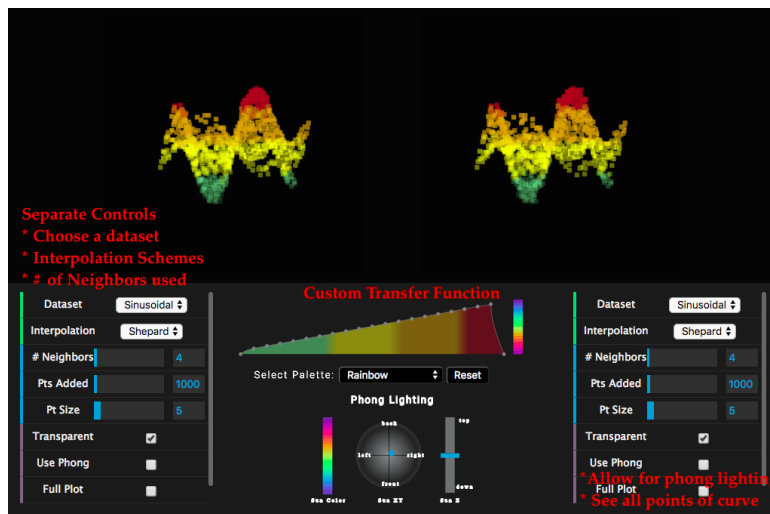 Separate Controls
* Choose a dataset
* Interpolation Schemes
* # of Neighbors used
Custom Transfer Function
Dataset Sinusoidal
Interpolation Shepard
# Neighbors 4
Pts Added 1000
Pt Size 5
Transparent
Use Phong
Full Plot
Select Palette: Rainbow Reset
Phong Lighting
back
left right
front
top
down
Sun Color Sun XY Sun Z
Dataset Sinusoidal
Interpolation Shepard
# Neighbors 4
Pts Added 1000
Pt Size 5
Transparent
Use Phong
Full Plot
*Allow for phong lightin
* See all points of curve